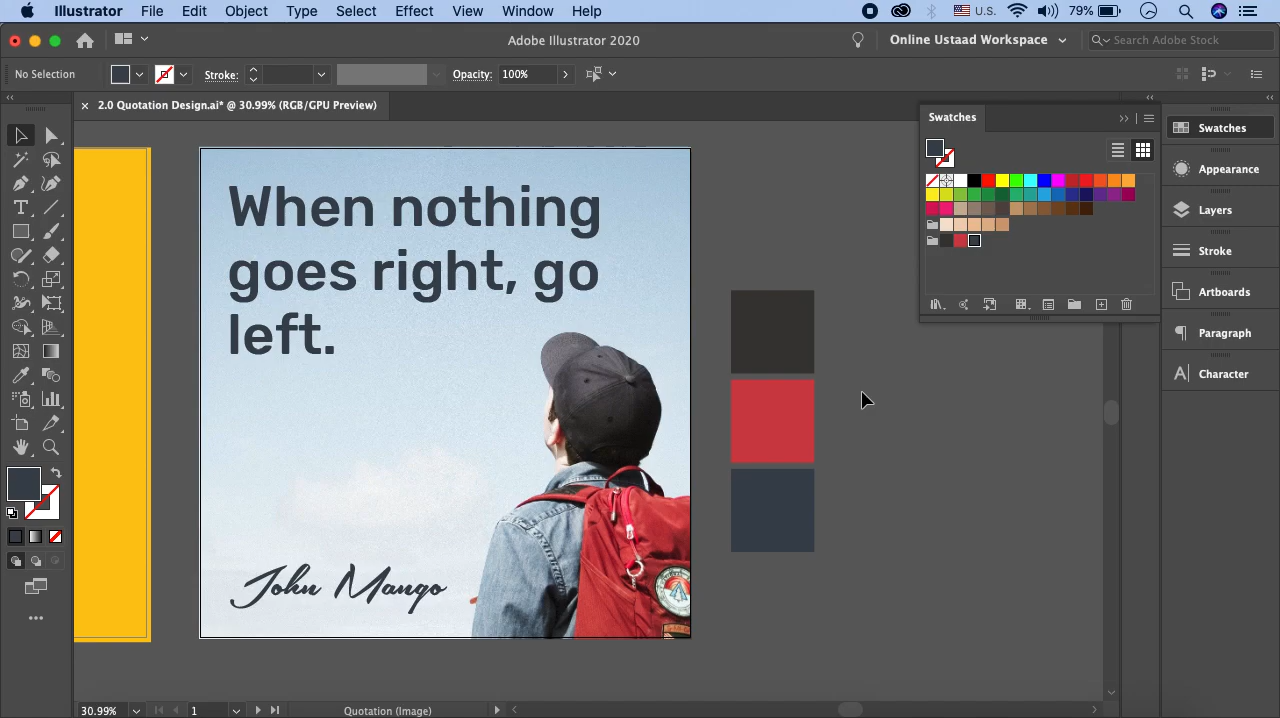 Illustrator File Edit Object Type Select Effect View Window Help U.S. 79%
Adobe Illustrator 2020 Online Ustaad Workspace Search Adobe Stock
No Selection Stroke: Opacity: 100%
× 2.0 Quotation Design.ai* @ 30.99% (RGB/GPU Preview)
Swatches
Swatches
Appearance
Layers
Stroke
Artboards
Paragraph
Character
When nothing
goes right, go
left.
John Mango
30.99% 1 Quotation (Image)